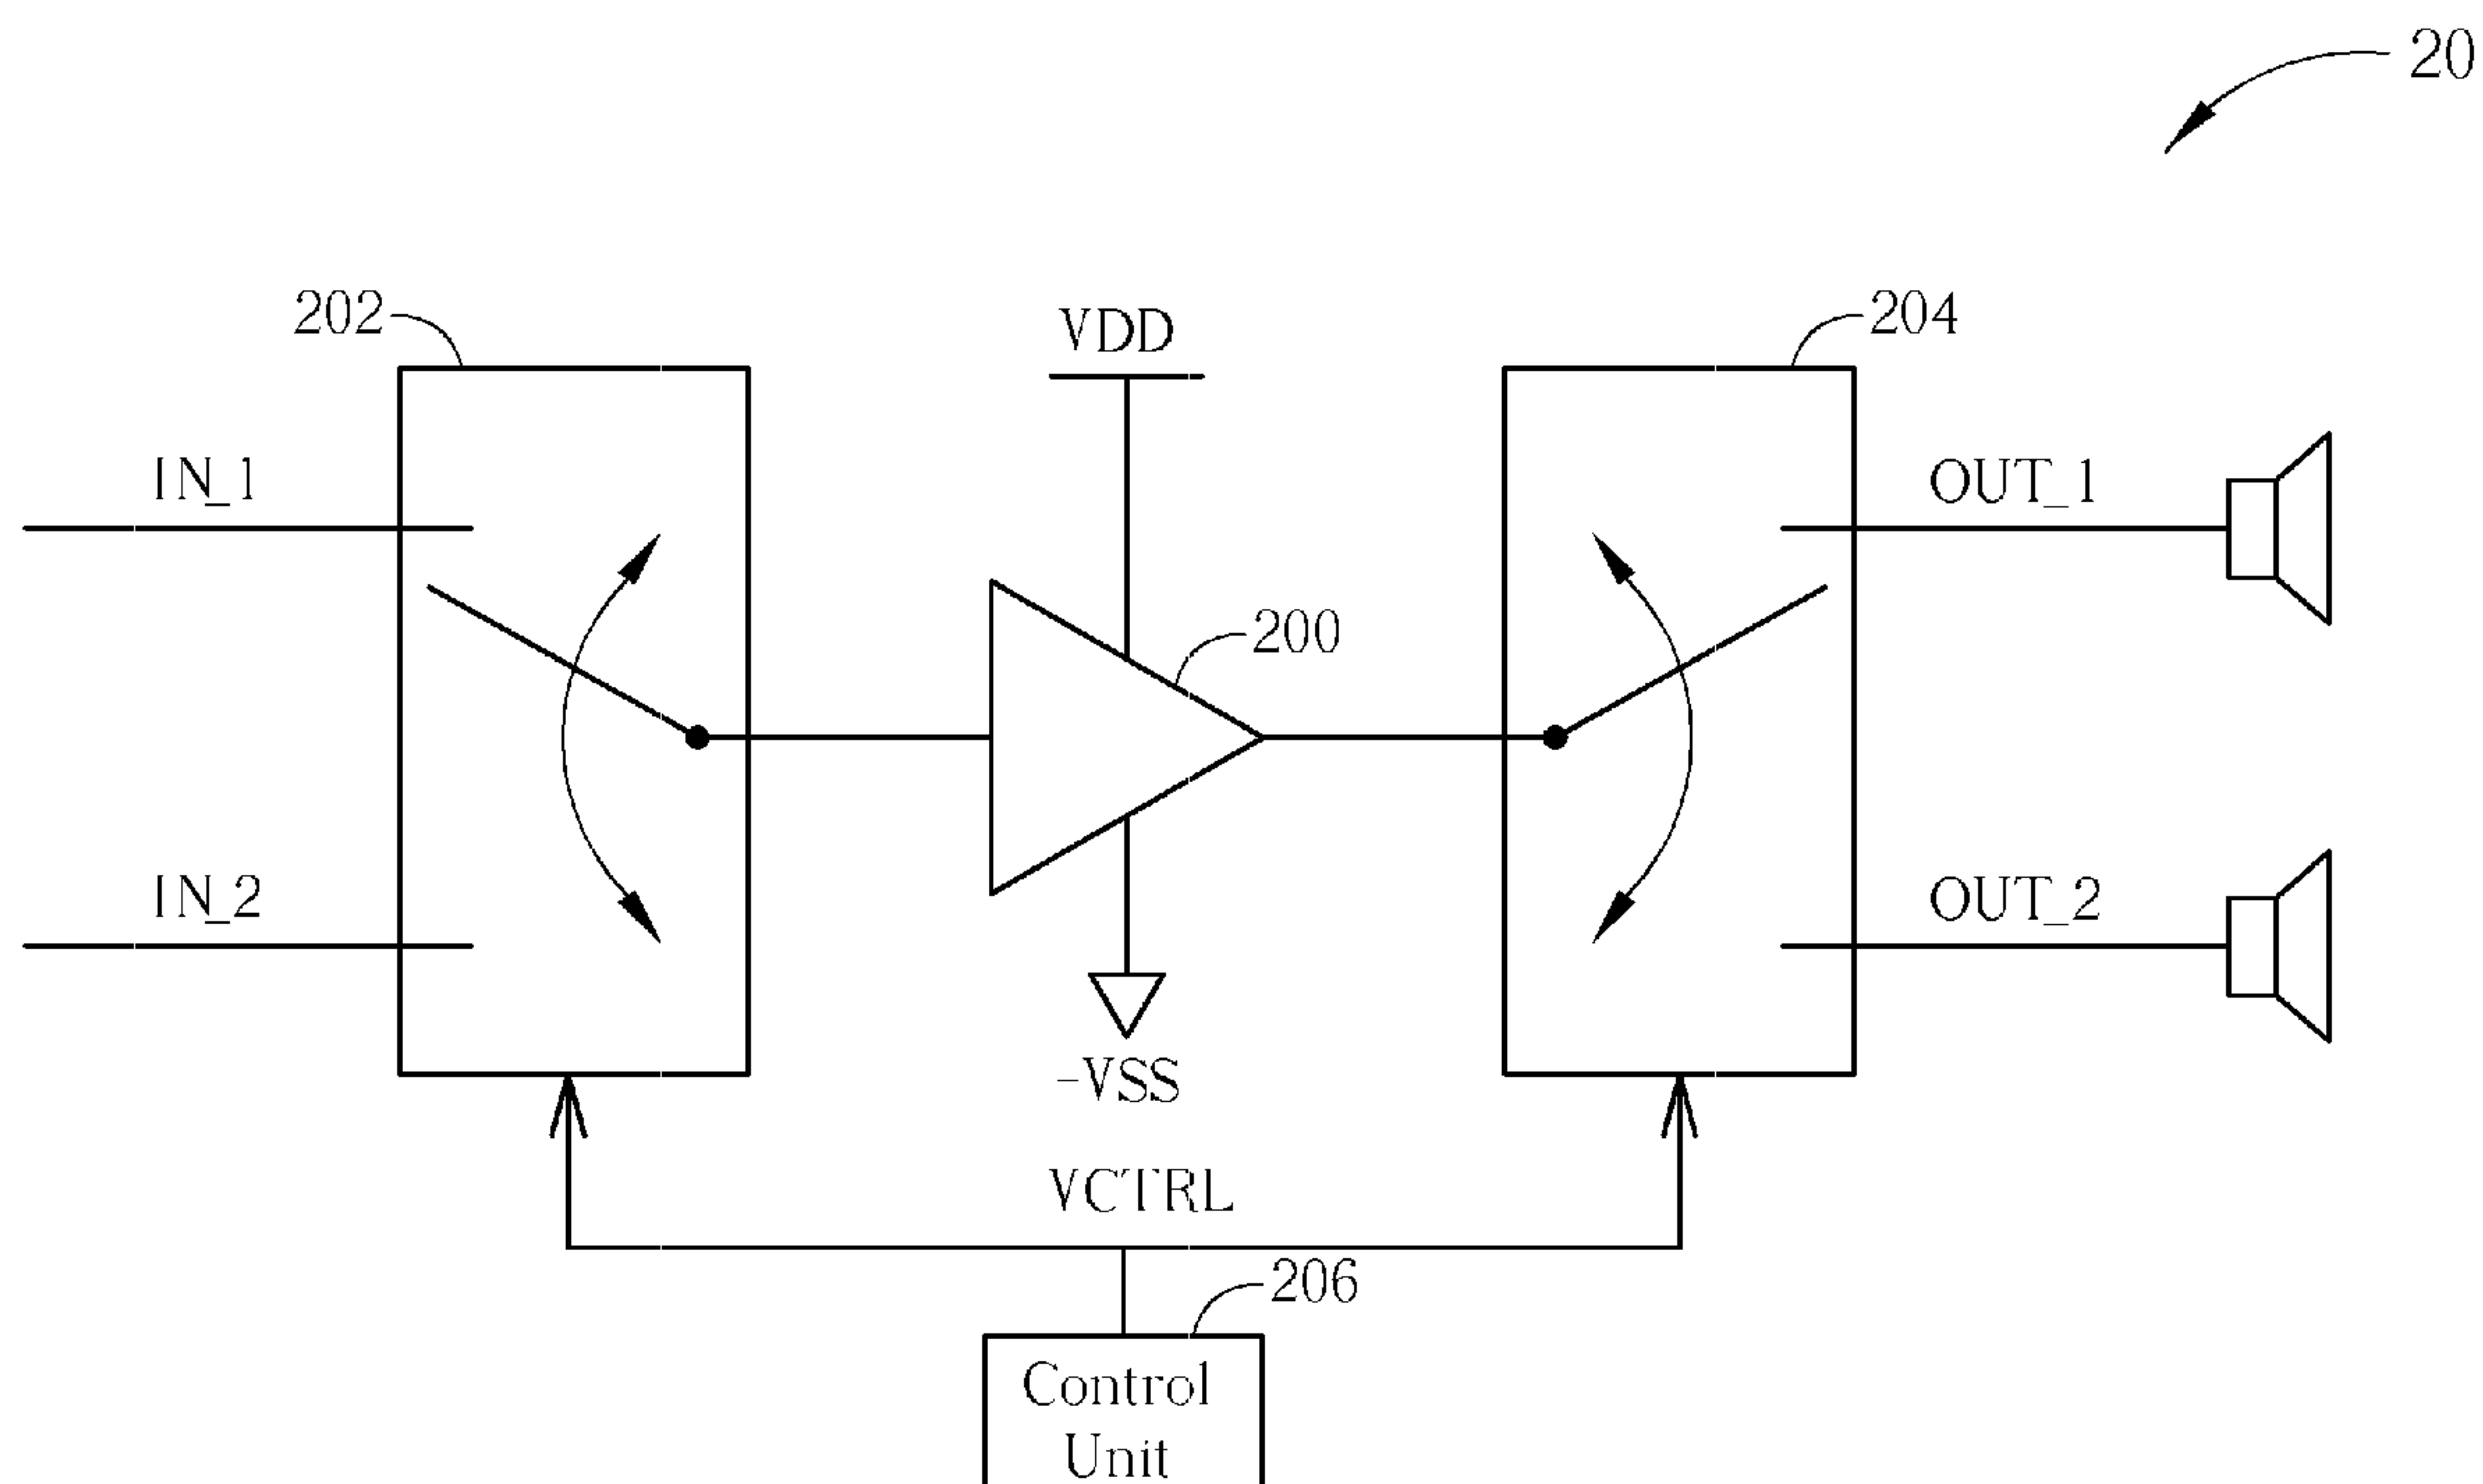 20
202
VDD
204
IN_1
OUT_1
200
IN_2
OUT_2
-VSS
VCTRL
206
Control
Unit